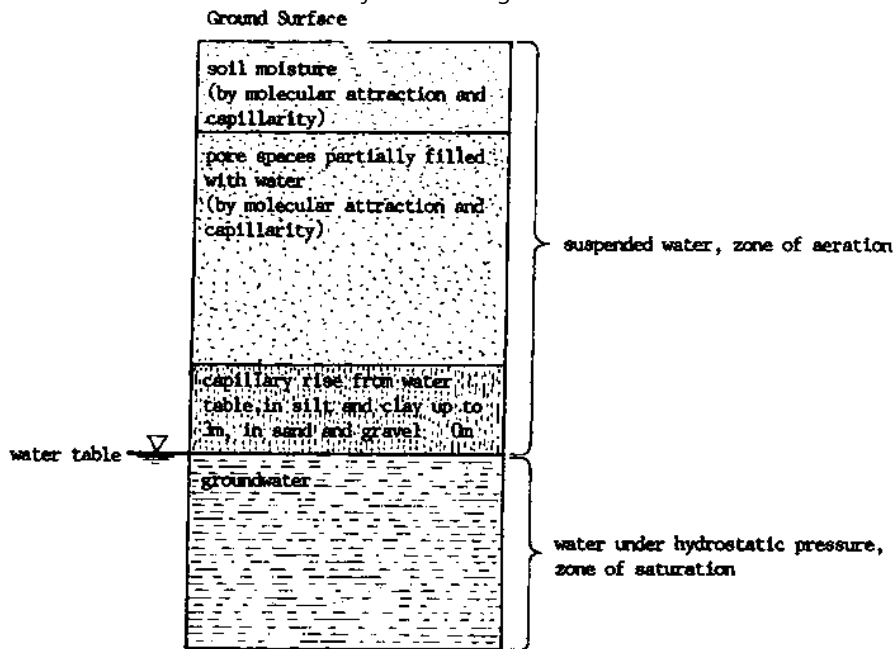 Ground Surface
soil moisture
(by molecular attraction and
capillarity)
pore spaces partially filled
with water
(by molecular attraction and
capillarity)
suspended water, zone of aeration
capillary rise from water
table, in silt and clay up to
3m, in sand and gravel 0m
water table
groundwater
water under hydrostatic pressure,
zone of saturation